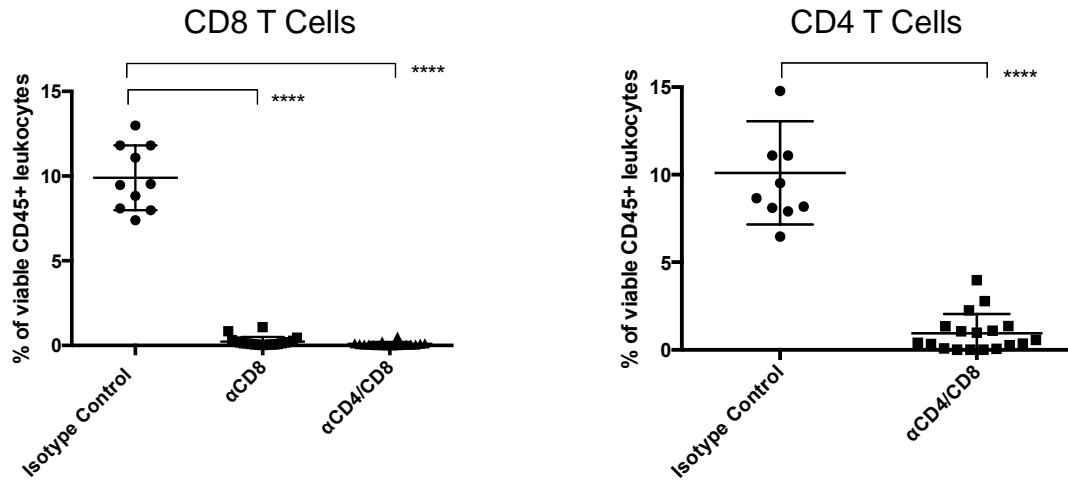 CD8 T Cells
****
****
% of viable CD45+ leukocytes
15
10
5
0
Isotype Control
αCD8
αCD4/CD8
CD4 T Cells
****
% of viable CD45+ leukocytes
15
10
5
0
Isotype Control
αCD4/CD8